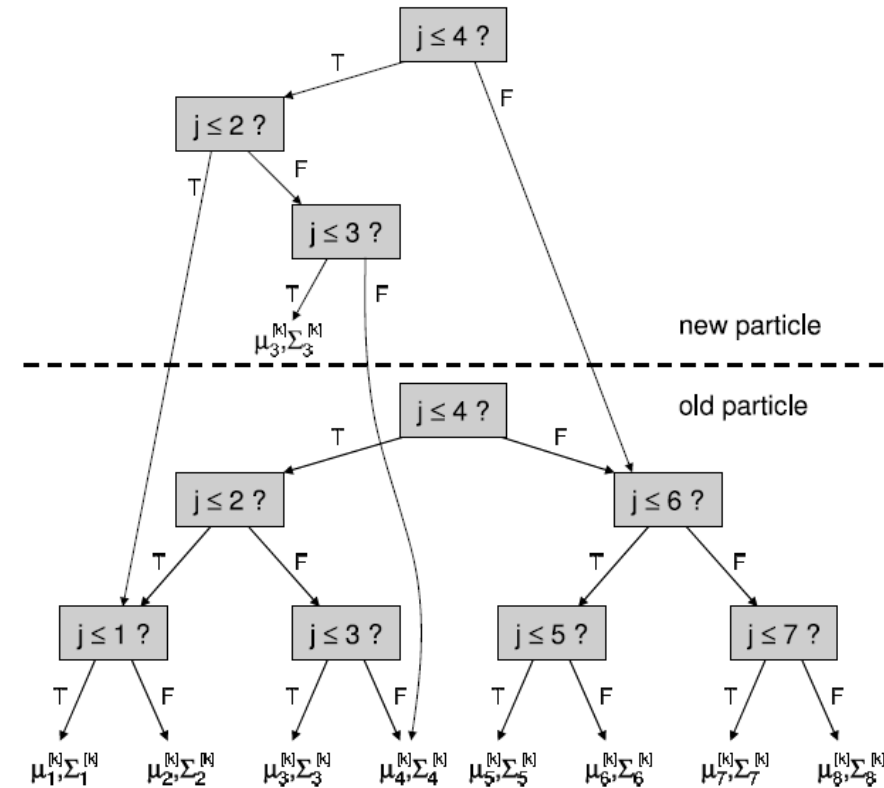 j ≤ 4 ?
T
F
j ≤ 2 ?
T
F
j ≤ 3 ?
T
F
μ₃^[k],Σ₃^[k]
new particle
old particle
j ≤ 4 ?
T
F
j ≤ 2 ?
j ≤ 6 ?
T
F
T
F
j ≤ 1 ?
j ≤ 3 ?
j ≤ 5 ?
j ≤ 7 ?
T
F
T
F
T
F
T
F
μ₁^[k],Σ₁^[k] μ₂^[k],Σ₂^[k] μ₃^[k],Σ₃^[k] μ₄^[k],Σ₄^[k] μ₅^[k],Σ₅^[k] μ₆^[k],Σ₆^[k] μ₇^[k],Σ₇^[k] μ₈^[k],Σ₈^[k]